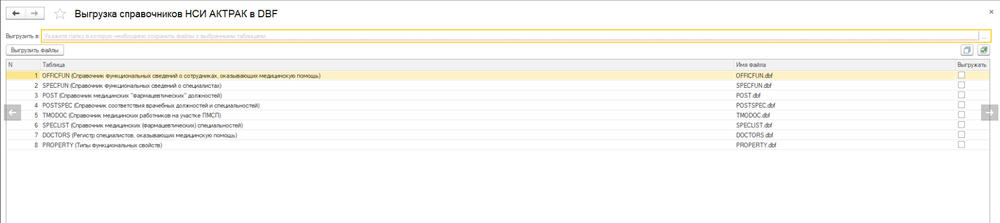 Выгрузка справочников НСИ АКТРАК в DBF
Выгрузить в: Укажите папку в которую необходимо сохранить файлы с выбранными таблицами ...
Выгрузить файлы
N Таблица Имя файла Выгружать
1 OFFICFUN (Справочник функциональных сведений о сотрудниках, оказывающих медицинскую помощь) OFFICFUN.dbf
2 SPECFUN (Справочник функциональных сведений о специалистах) SPECFUN.dbf
3 POST (Справочник медицинских "фармацевтических" должностей) POST.dbf
4 POSTSPEC (Справочник соответствия врачебных должностей и специальностей) POSTSPEC.dbf
5 TMODOC (Справочник медицинских работников на участке ПМСП) TMODOC.dbf
6 SPECLIST (Справочник медицинских (фармацевтических) специальностей) SPECLIST.dbf
7 DOCTORS (Регистр специалистов, оказывающих медицинскую помощь) DOCTORS.dbf
8 PROPERTY (Типы функциональных свойств) PROPERTY.dbf